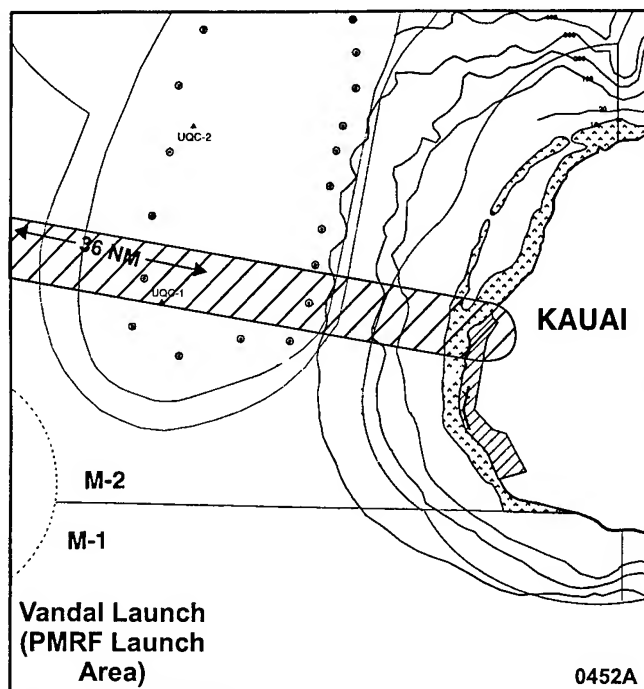 UQC-2
36 NM
UQC-1
KAUAI
M-2
M-1
Vandal Launch
(PMRF Launch
Area)
0452A